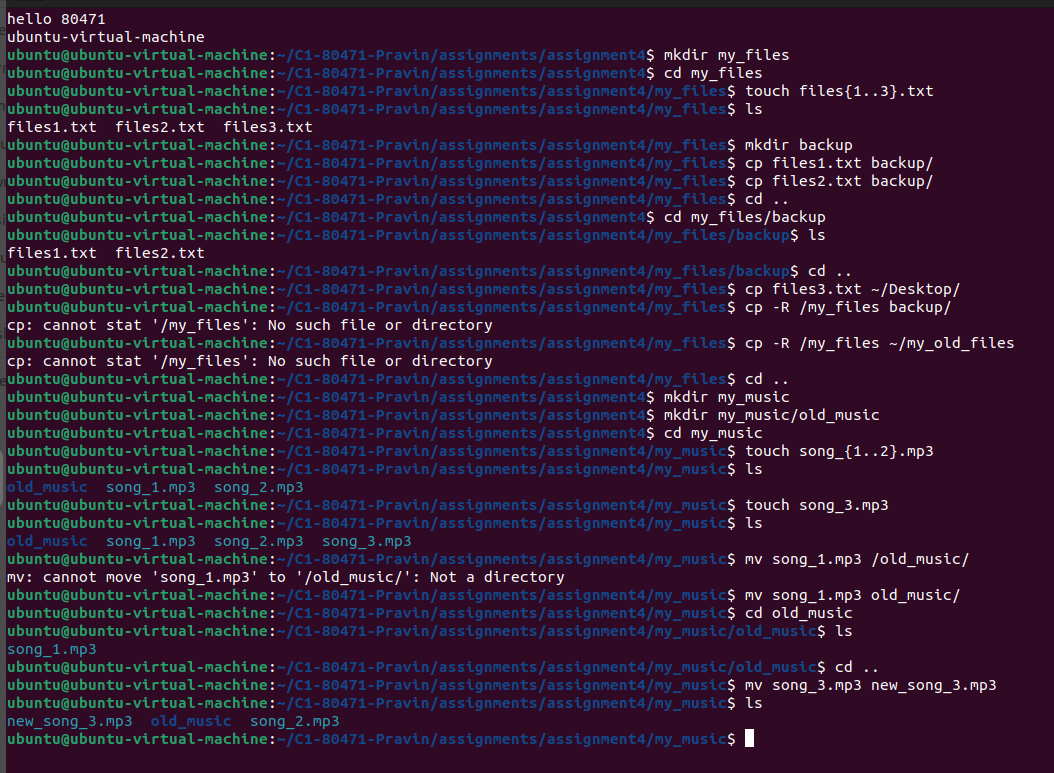 hello 80471
ubuntu-virtual-machine
ubuntu@ubuntu-virtual-machine:~/C1-80471-Pravin/assignments/assignment4$ mkdir my_files
ubuntu@ubuntu-virtual-machine:~/C1-80471-Pravin/assignments/assignment4$ cd my_files
ubuntu@ubuntu-virtual-machine:~/C1-80471-Pravin/assignments/assignment4/my_files$ touch files{1..3}.txt
ubuntu@ubuntu-virtual-machine:~/C1-80471-Pravin/assignments/assignment4/my_files$ ls
files1.txt  files2.txt  files3.txt
ubuntu@ubuntu-virtual-machine:~/C1-80471-Pravin/assignments/assignment4/my_files$ mkdir backup
ubuntu@ubuntu-virtual-machine:~/C1-80471-Pravin/assignments/assignment4/my_files$ cp files1.txt backup/
ubuntu@ubuntu-virtual-machine:~/C1-80471-Pravin/assignments/assignment4/my_files$ cp files2.txt backup/
ubuntu@ubuntu-virtual-machine:~/C1-80471-Pravin/assignments/assignment4/my_files$ cd ..
ubuntu@ubuntu-virtual-machine:~/C1-80471-Pravin/assignments/assignment4$ cd my_files/backup
ubuntu@ubuntu-virtual-machine:~/C1-80471-Pravin/assignments/assignment4/my_files/backup$ ls
files1.txt  files2.txt
ubuntu@ubuntu-virtual-machine:~/C1-80471-Pravin/assignments/assignment4/my_files/backup$ cd ..
ubuntu@ubuntu-virtual-machine:~/C1-80471-Pravin/assignments/assignment4/my_files$ cp files3.txt ~/Desktop/
ubuntu@ubuntu-virtual-machine:~/C1-80471-Pravin/assignments/assignment4/my_files$ cp -R /my_files backup/
cp: cannot stat '/my_files': No such file or directory
ubuntu@ubuntu-virtual-machine:~/C1-80471-Pravin/assignments/assignment4/my_files$ cp -R /my_files ~/my_old_files
cp: cannot stat '/my_files': No such file or directory
ubuntu@ubuntu-virtual-machine:~/C1-80471-Pravin/assignments/assignment4/my_files$ cd ..
ubuntu@ubuntu-virtual-machine:~/C1-80471-Pravin/assignments/assignment4$ mkdir my_music
ubuntu@ubuntu-virtual-machine:~/C1-80471-Pravin/assignments/assignment4$ mkdir my_music/old_music
ubuntu@ubuntu-virtual-machine:~/C1-80471-Pravin/assignments/assignment4$ cd my_music
ubuntu@ubuntu-virtual-machine:~/C1-80471-Pravin/assignments/assignment4/my_music$ touch song_{1..2}.mp3
ubuntu@ubuntu-virtual-machine:~/C1-80471-Pravin/assignments/assignment4/my_music$ ls
old_music  song_1.mp3  song_2.mp3
ubuntu@ubuntu-virtual-machine:~/C1-80471-Pravin/assignments/assignment4/my_music$ touch song_3.mp3
ubuntu@ubuntu-virtual-machine:~/C1-80471-Pravin/assignments/assignment4/my_music$ ls
old_music  song_1.mp3  song_2.mp3  song_3.mp3
ubuntu@ubuntu-virtual-machine:~/C1-80471-Pravin/assignments/assignment4/my_music$ mv song_1.mp3 /old_music/
mv: cannot move 'song_1.mp3' to '/old_music/': Not a directory
ubuntu@ubuntu-virtual-machine:~/C1-80471-Pravin/assignments/assignment4/my_music$ mv song_1.mp3 old_music/
ubuntu@ubuntu-virtual-machine:~/C1-80471-Pravin/assignments/assignment4/my_music$ cd old_music
ubuntu@ubuntu-virtual-machine:~/C1-80471-Pravin/assignments/assignment4/my_music/old_music$ ls
song_1.mp3
ubuntu@ubuntu-virtual-machine:~/C1-80471-Pravin/assignments/assignment4/my_music/old_music$ cd ..
ubuntu@ubuntu-virtual-machine:~/C1-80471-Pravin/assignments/assignment4/my_music$ mv song_3.mp3 new_song_3.mp3
ubuntu@ubuntu-virtual-machine:~/C1-80471-Pravin/assignments/assignment4/my_music$ ls
new_song_3.mp3  old_music  song_2.mp3
ubuntu@ubuntu-virtual-machine:~/C1-80471-Pravin/assignments/assignment4/my_music$